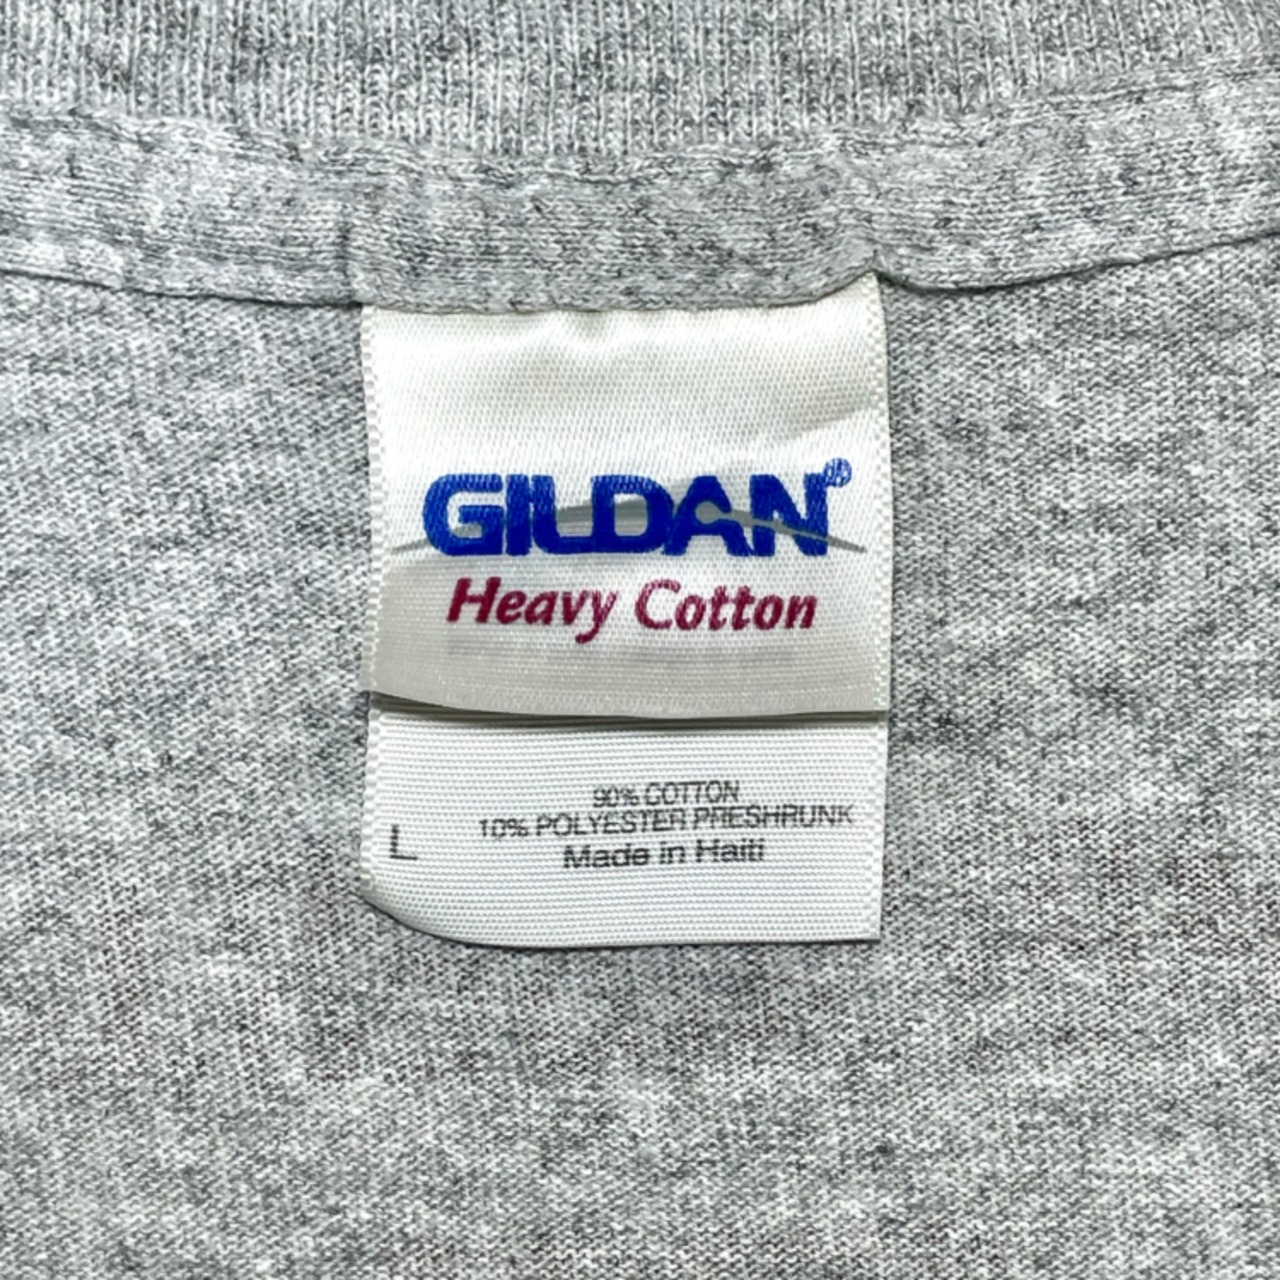 GILDAN®
Heavy Cotton
90% COTTON
10% POLYESTER PRESHRUNK
L
Made in Haiti